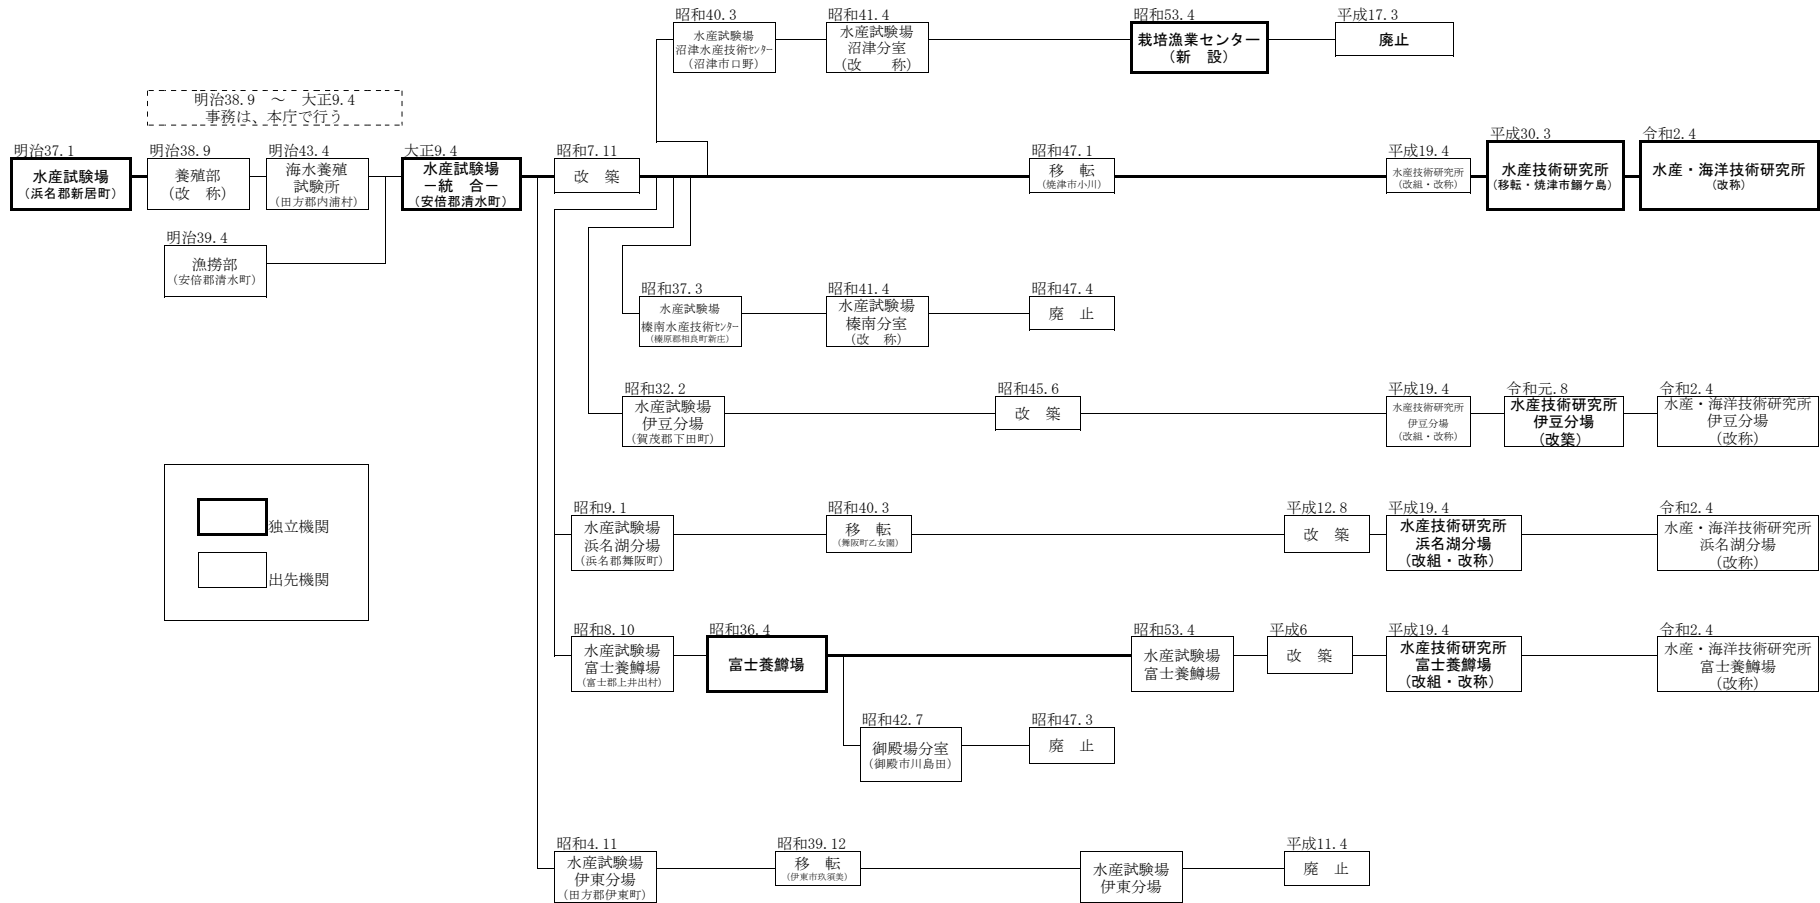 昭和40.3
水産試験場
沼津水産技術ｾﾝﾀｰ
(沼津市口野)
昭和41.4
水産試験場
沼津分室
(改　　称)
昭和53.4
栽培漁業センター
(新　設)
平成17.3
廃止
明治38.9　～　大正9.4
事務は、本庁で行う
明治37.1
水産試験場
(浜名郡新居町)
明治38.9
養殖部
(改　称)
明治43.4
海水養殖
試験所
(田方郡内浦村)
大正9.4
水産試験場
－統　合－
(安倍郡清水町)
昭和7.11
改　築
昭和47.1
移　転
(焼津市小川)
平成19.4
水産技術研究所
(改組・改称)
平成30.3
水産技術研究所
(移転・焼津市鰯ケ島)
令和2.4
水産・海洋技術研究所
(改称)
明治39.4
漁撈部
(安倍郡清水町)
昭和37.3
水産試験場
榛南水産技術ｾﾝﾀｰ
(榛原郡相良町新庄)
昭和41.4
水産試験場
榛南分室
(改　称)
昭和47.4
廃　止
昭和32.2
水産試験場
伊豆分場
(賀茂郡下田町)
昭和45.6
改　築
平成19.4
水産技術研究所
伊豆分場
(改組・改称)
令和元.8
水産技術研究所
伊豆分場
(改築)
令和2.4
水産・海洋技術研究所
伊豆分場
(改称)
独立機関
出先機関
昭和9.1
水産試験場
浜名湖分場
(浜名郡舞阪町)
昭和40.3
移　転
(舞阪町乙女園)
平成12.8
改　築
平成19.4
水産技術研究所
浜名湖分場
(改組・改称)
令和2.4
水産・海洋技術研究所
浜名湖分場
(改称)
昭和8.10
水産試験場
富士養鱒場
(富士郡上井出村)
昭和36.4
富士養鱒場
昭和53.4
水産試験場
富士養鱒場
平成6
改　築
平成19.4
水産技術研究所
富士養鱒場
(改組・改称)
令和2.4
水産・海洋技術研究所
富士養鱒場
(改称)
昭和42.7
御殿場分室
(御殿市川島田)
昭和47.3
廃　止
昭和4.11
水産試験場
伊東分場
(田方郡伊東町)
昭和39.12
移　転
(伊東市玖須美)
水産試験場
伊東分場
平成11.4
廃　止